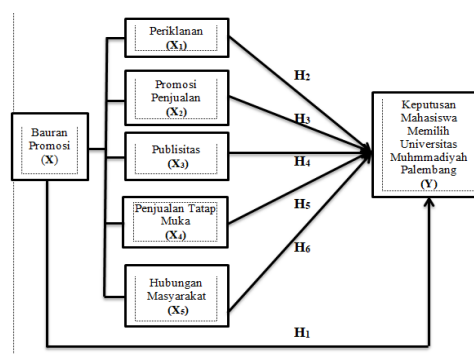 Periklanan
(X1)
H2
Promosi
Penjualan
(X2)
H3
Bauran
Promosi
(X)
Publisitas
(X3)
H4
Keputusan
Mahasiswa
Memilih
Universitas
Muhmmadiyah
Palembang
(Y)
Penjualan Tatap
Muka
(X4)
H5
Hubungan
Masyarakat
(X5)
H6
H1